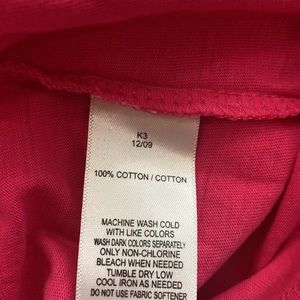 K3
12/09
100% COTTON / COTTON
MACHINE WASH COLD
WITH LIKE COLORS
WASH DARK COLORS SEPARATELY
ONLY NON-CHLORINE
BLEACH WHEN NEEDED
TUMBLE DRY LOW
COOL IRON AS NEEDED
DO NOT USE FABRIC SOFTENER